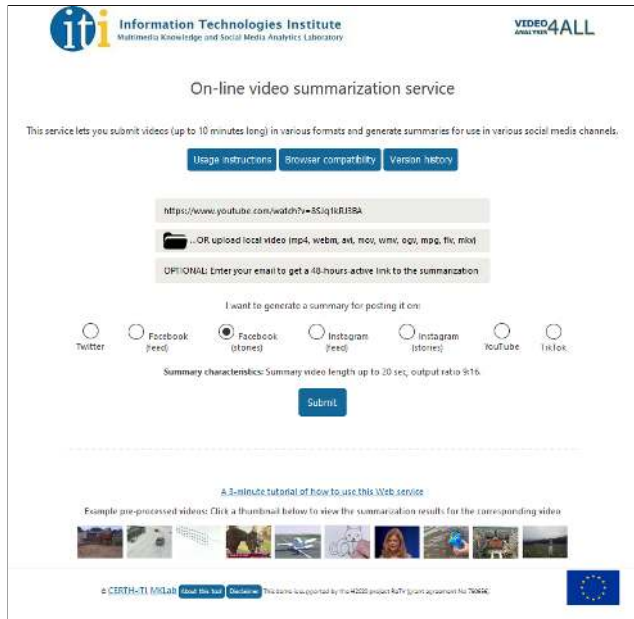 iti Information Technologies Institute
Multimedia Knowledge and Social Media Analytics Laboratory
VIDEO ANALYSIS 4ALL
On-line video summarization service
This service lets you submit videos (up to 10 minutes long) in various formats and generate summaries for use in various social media channels.
Usage instructions Browser compatibility Version history
https://www.youtube.com/watch?v=
...OR upload local video (mp4, webm, avi, mov, wmv, ogv, mpg, flv, mkv)
OPTIONAL: Enter your email to get a 48-hours-active link to the summarization
I want to generate a summary for posting it on:
Twitter
Facebook (feed)
Facebook (stories)
Instagram (feed)
Instagram (stories)
YouTube
TikTok
Summary characteristics: Summary video length up to 20 sec, output ratio 9:16.
Submit
A 3-minute tutorial of how to use this Web service
Example pre-processed videos: Click a thumbnail below to view the summarization results for the corresponding video
© CERTH-ITI MKLab About this tool Disclaimer This demo is supported by the H2020 project ReTV (grant agreement No 780656)